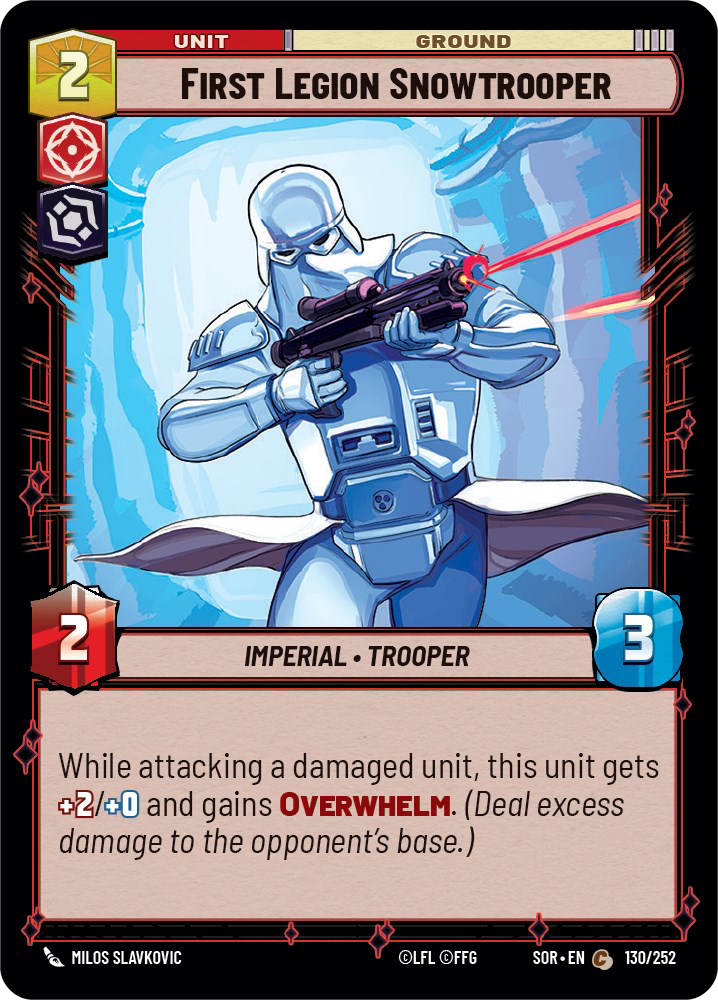 UNIT
GROUND
2
FIRST LEGION SNOWTROOPER
2
IMPERIAL • TROOPER
3
While attacking a damaged unit, this unit gets
+2/+0 and gains OVERWHELM. (Deal excess
damage to the opponent's base.)
MILOS SLAVKOVIC
©LFL ©FFG
SOR • EN C 130/252